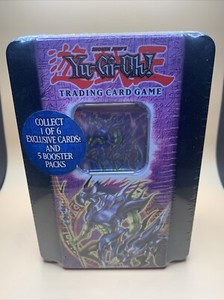 Yu-Gi-Oh!
TRADING CARD GAME
COLLECT
1 OF 6
EXCLUSIVE CARDS!
AND
5 BOOSTER
PACKS